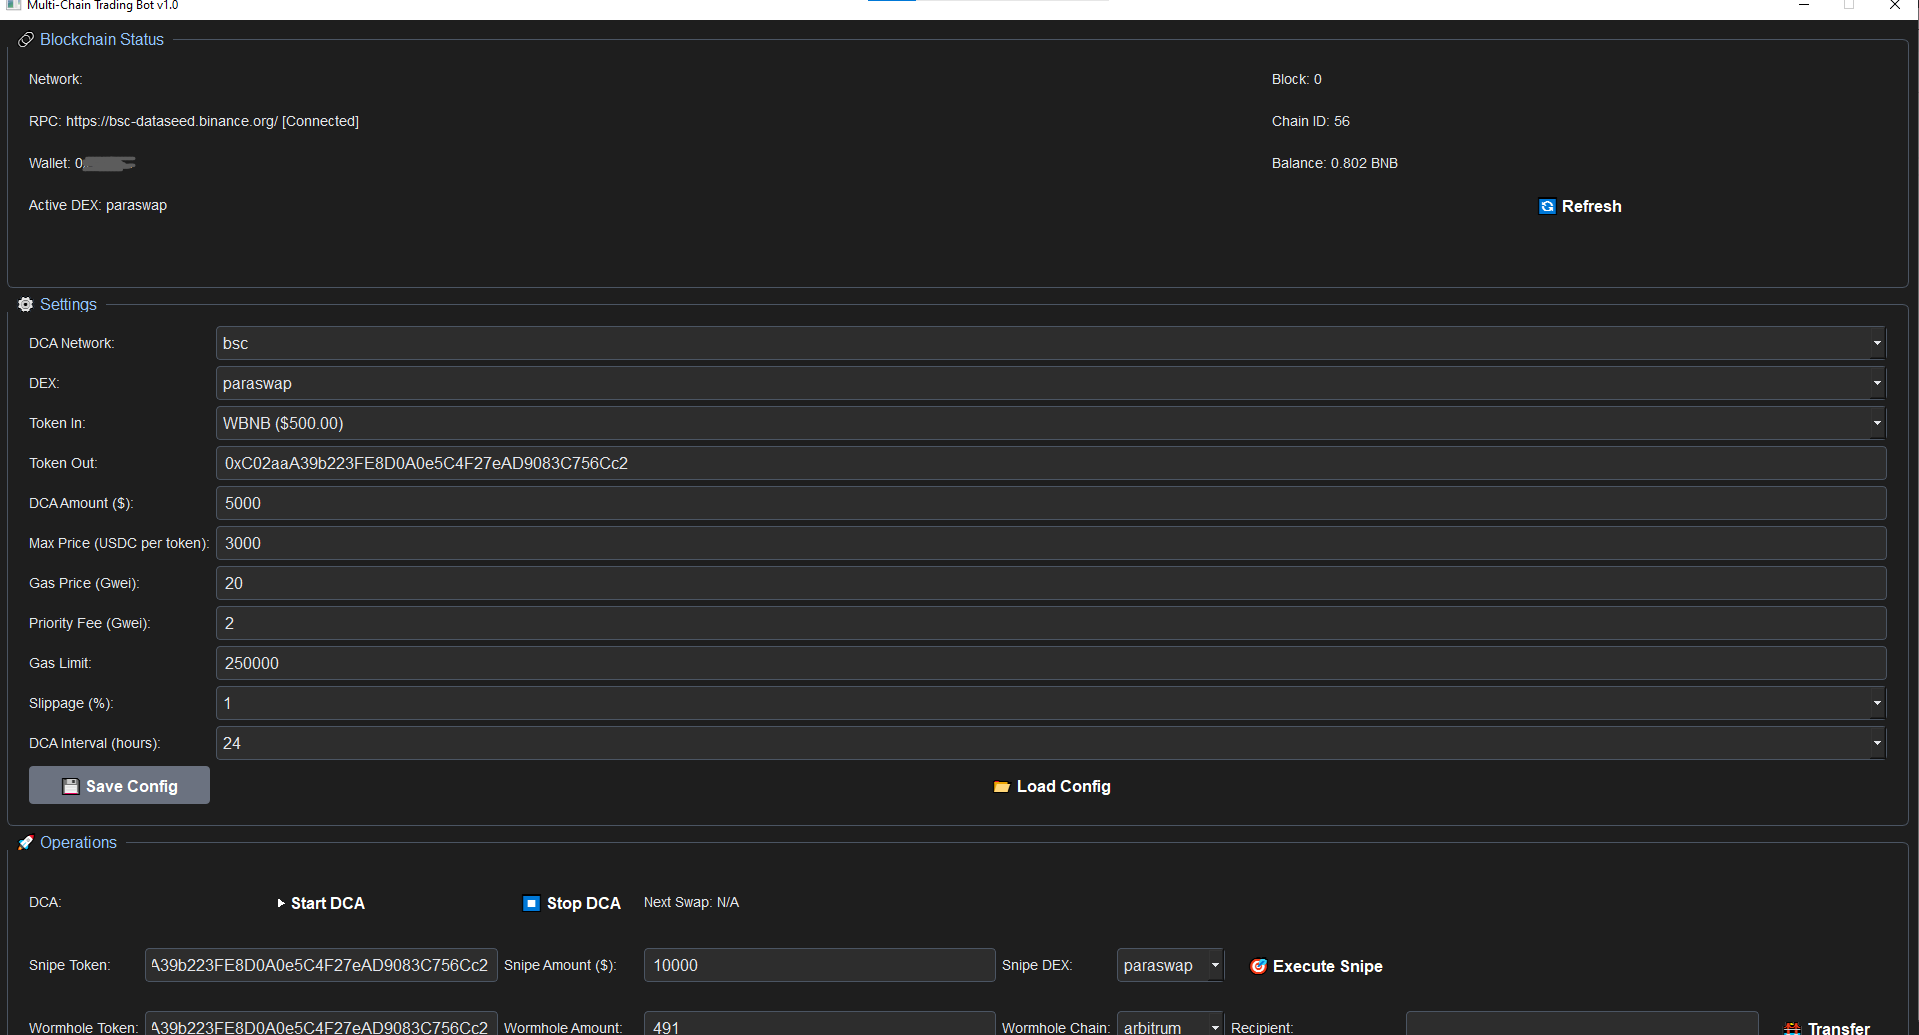 Multi-Chain Trading Bot v1.0
Blockchain Status
Network:
Block: 0
RPC: https://bsc-dataseed.binance.org/ [Connected]
Chain ID: 56
Wallet: 0
Balance: 0.802 BNB
Active DEX: paraswap
Refresh
Settings
DCA Network: bsc
DEX: paraswap
Token In: WBNB ($500.00)
Token Out: 0xC02aaA39b223FE8D0A0e5C4F27eAD9083C756Cc2
DCA Amount ($): 5000
Max Price (USDC per token): 3000
Gas Price (Gwei): 20
Priority Fee (Gwei): 2
Gas Limit: 250000
Slippage (%): 1
DCA Interval (hours): 24
Save Config
Load Config
Operations
DCA: Start DCA Stop DCA Next Swap: N/A
Snipe Token: A39b223FE8D0A0e5C4F27eAD9083C756Cc2 Snipe Amount ($): 10000 Snipe DEX: paraswap Execute Snipe
Wormhole Token: A39b223FE8D0A0e5C4F27eAD9083C756Cc2 Wormhole Amount: 491 Wormhole Chain: arbitrum Recipient: Transfer